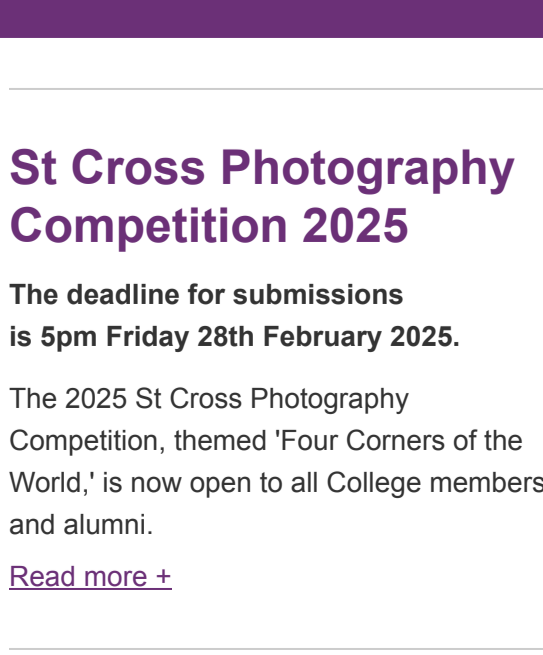 St Cross Photography
Competition 2025
The deadline for submissions
is 5pm Friday 28th February 2025.
The 2025 St Cross Photography
Competition, themed 'Four Corners of the
World,' is now open to all College members
and alumni.
Read more +